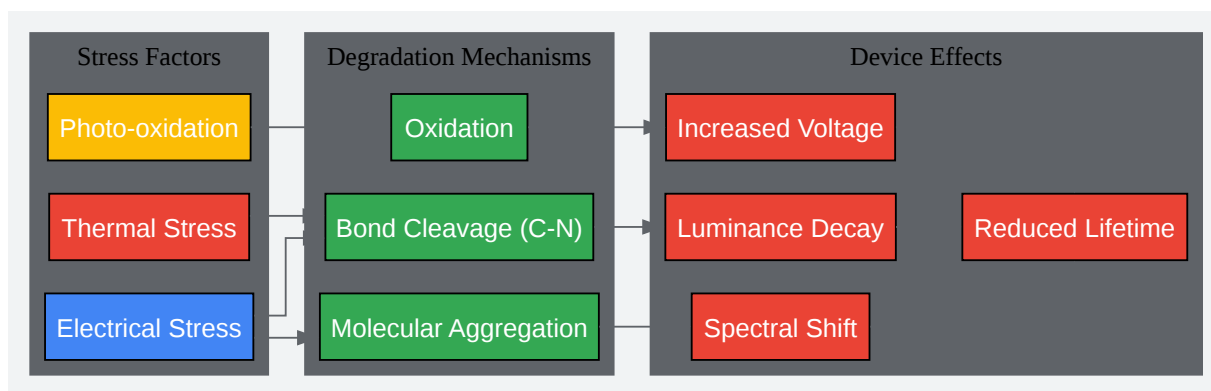 Stress Factors
Photo-oxidation
Thermal Stress
Electrical Stress
Degradation Mechanisms
Oxidation
Bond Cleavage (C-N)
Molecular Aggregation
Device Effects
Increased Voltage
Luminance Decay
Reduced Lifetime
Spectral Shift